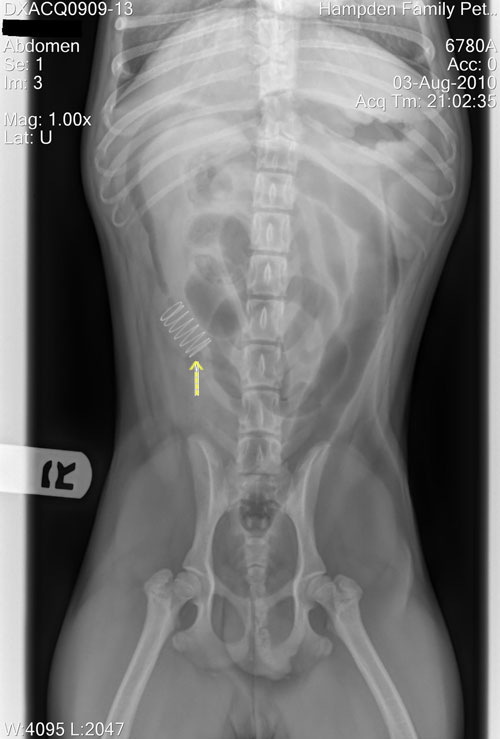 DXACQ0909-13
Hampden Family Pet..
Abdomen
6780A
Se: 1
Acc: 0
Im: 3
03-Aug-2010
Acq Tm: 21:02:35
Mag: 1.00x
Lat: U
R
W:4095 L:2047